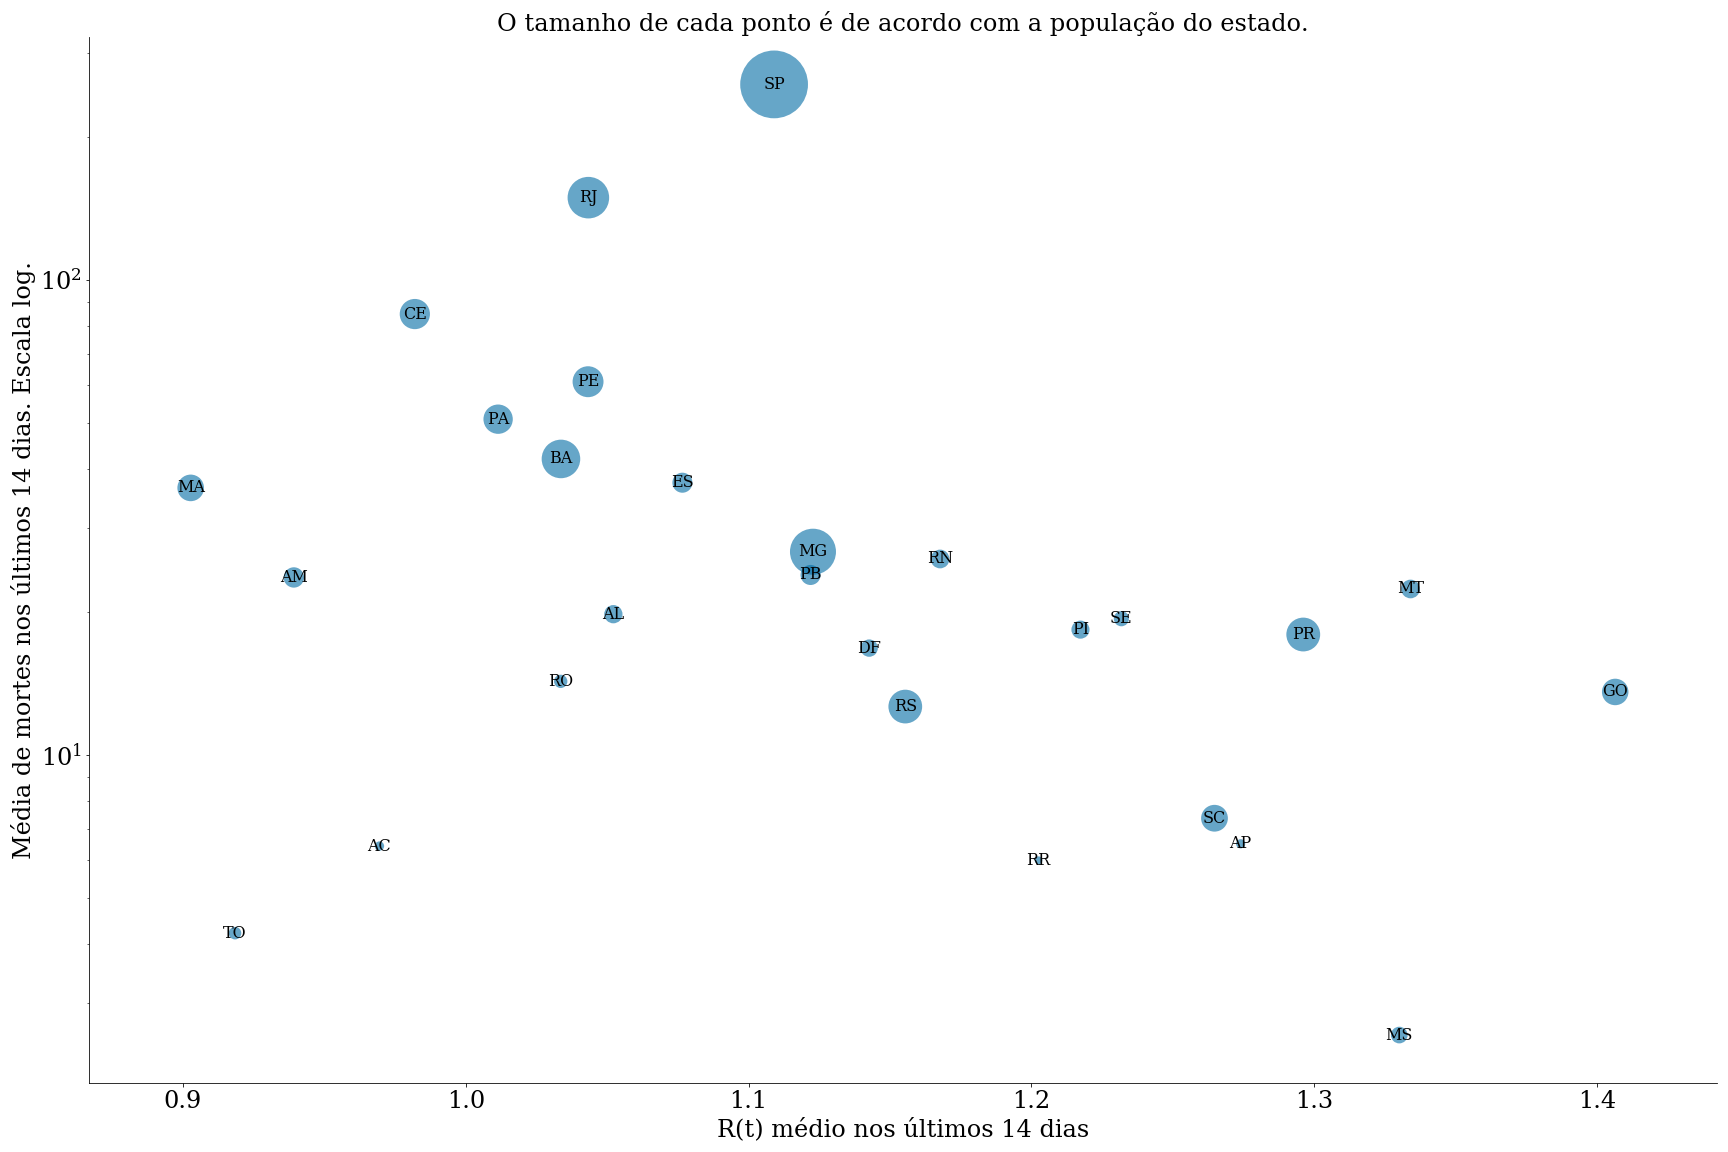 O tamanho de cada ponto é de acordo com a população do estado.
SP
RJ
10²
CE
PE
PA
BA
ES
MA
MG
RN
PB
AM
MT
AL
SE
PI
PR
DF
RO
GO
RS
10¹
SC
AP
AC
RR
TO
MS
Média de mortes nos últimos 14 dias. Escala log.
0.9 1.0 1.1 1.2 1.3 1.4
R(t) médio nos últimos 14 dias